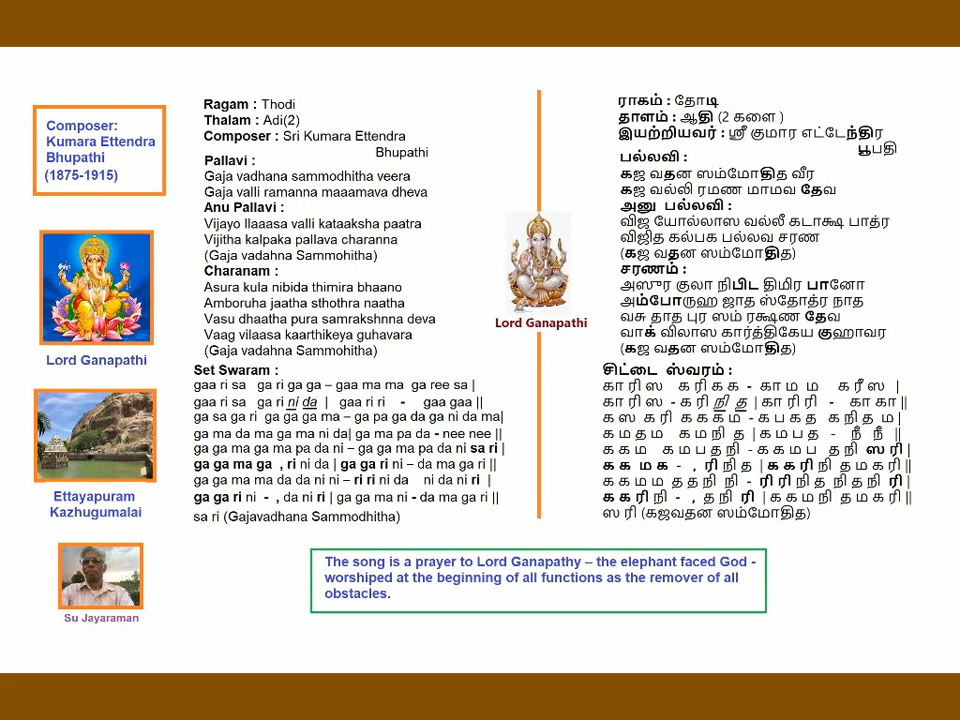 Composer:
Kumara Ettendra
Bhupathi
(1875-1915)
Lord Ganapathi
Ettayapuram
Kazhugumalai
Su Jayaraman
Ragam : Thodi
Thalam : Adi(2)
Composer : Sri Kumara Ettendra
Bhupathi
Pallavi :
Gaja vadhana sammodhitha veera
Gaja valli ramanna maaamava dheva
Anu Pallavi :
Vijayo llaaasa valli kataaksha paatra
Vijitha kalpaka pallava charanna
(Gaja vadahna Sammohitha)
Charanam :
Asura kula nibida thimira bhaano
Amboruha jaatha sthothra naatha
Vasu dhaatha pura samrakshnna deva
Vaag vilaasa kaarthikeya guhavara
(Gaja vadahna Sammohitha)
Set Swaram :
gaa ri sa ga ri ga ga – gaa ma ma ga ree sa |
gaa ri sa ga ri ni da | gaa ri ri - gaa gaa ||
ga sa ga ri ga ga ga ma – ga pa ga da ga ni da ma|
ga ma da ma ga ma ni da| ga ma pa da - nee nee ||
ga ga ma ga ma pa da ni – ga ga ma pa da ni sa ri |
ga ga ma ga , ri ni da | ga ga ri ni – da ma ga ri ||
ga ga ma ma da da ni ni – ri ri ni da ni da ni ri |
ga ga ri ni - , da ni ri | ga ga ma ni - da ma ga ri ||
sa ri (Gajavadhana Sammodhitha)
Lord Ganapathi
ராகம் : தோடி
தாளம் : ஆதி (2 களை )
இயற்றியவர் : ஸ்ரீ குமார எட்டேந்திர
பூபதி
பல்லவி :
கஜ வதன ஸம்மோதித வீர
கஜ வல்லி ரமண மாமவ தேவ
அனு பல்லவி :
விஜ யோல்லாஸ வல்லீ கடாக்ஷ பாத்ர
விஜித கல்பக பல்லவ சரண
(கஜ வதன ஸம்மோதித)
சரணம் :
அஸுர குலா நிபிட திமிர பானோ
அம்போருஹ ஜாத ஸ்தோத்ர நாத
வசு தாத புர ஸம் ரக்ஷண தேவ
வாக் விலாஸ கார்த்திகேய குஹாவர
(கஜ வதன ஸம்மோதித)
சிட்டை ஸ்வரம் :
கா ரி ஸ க ரி க க - கா ம ம க ரீ ஸ |
கா ரி ஸ - க ரி நி த | கா ரி ரி - கா கா ||
க ஸ க ரி க க க ம - க ப க த க நி த ம |
க ம த ம க ம நி த | க ம ப த - நீ நீ ||
க க ம க ம ப த நி - க க ம ப த நி ஸ ரி |
க க ம க - , ரி நி த | க க ரி நி த ம க ரி ||
க க ம ம த த நி நி - ரி ரி நி த நி த நி ரி |
க க ரி நி - , த நி ரி | க க ம நி த ம க ரி ||
ஸ ரி (கஜவதன ஸம்மோதித)
The song is a prayer to Lord Ganapathy – the elephant faced God -
worshiped at the beginning of all functions as the remover of all
obstacles.